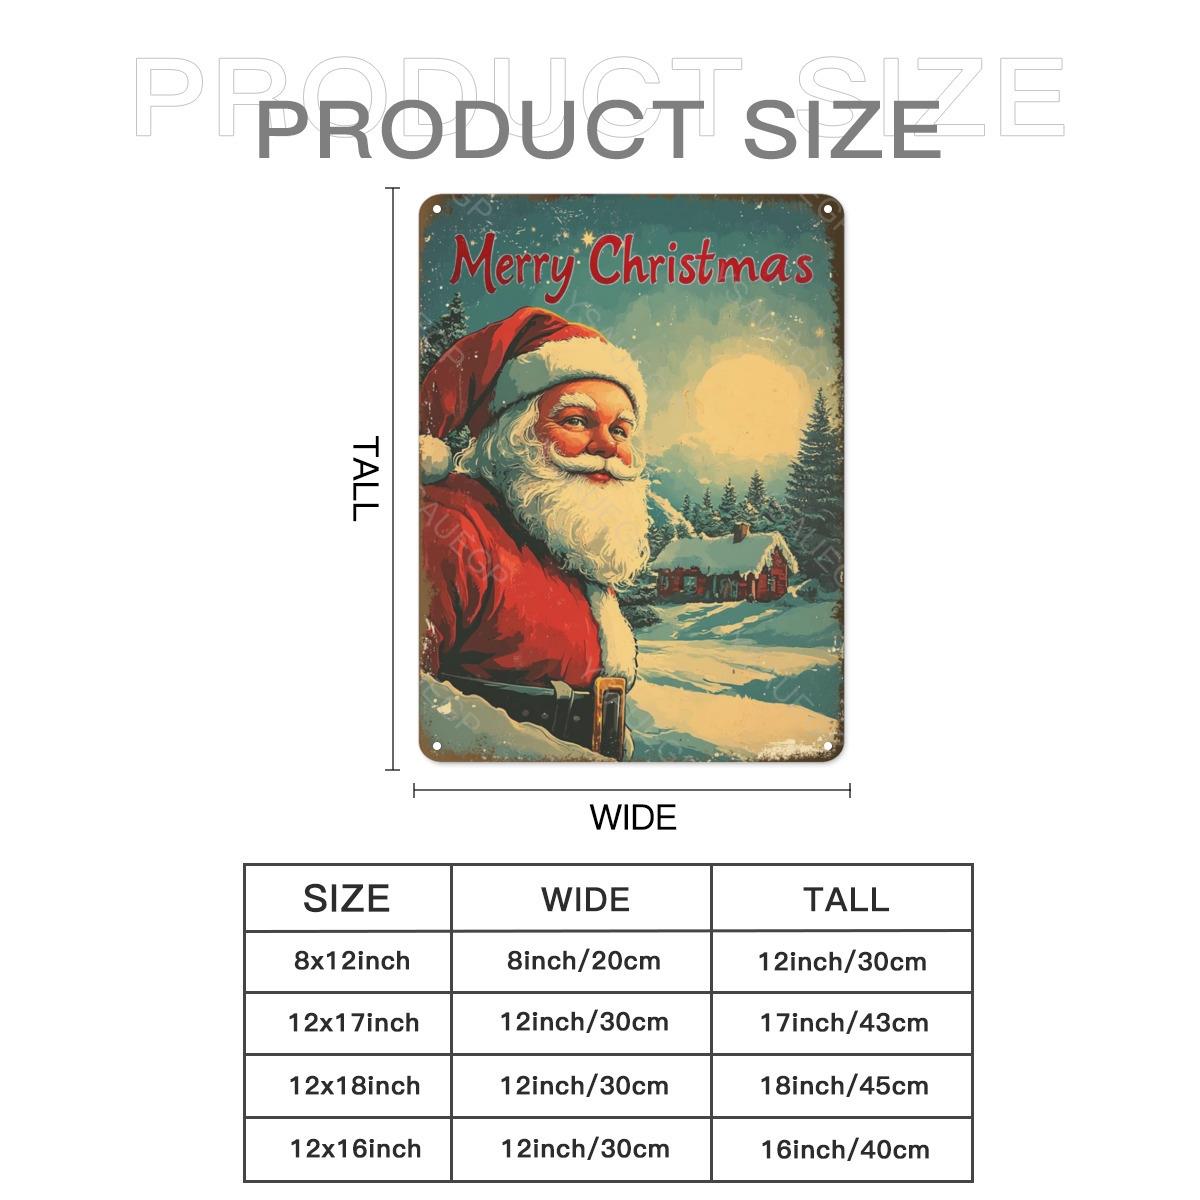 PRODUCT SIZE
PRODUCT SIZE
Merry Christmas
TALL
WIDE
SIZE WIDE TALL
8x12inch 8inch/20cm 12inch/30cm
12x17inch 12inch/30cm 17inch/43cm
12x18inch 12inch/30cm 18inch/45cm
12x16inch 12inch/30cm 16inch/40cm